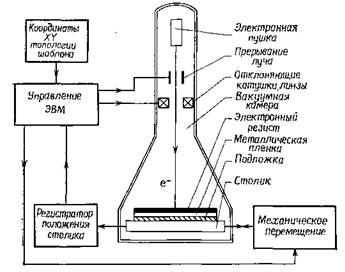 Координаты
XY
топологии
шаблона
Управление
ЭВМ
Регистратор
положения
столика
Электронная
пушка
Прерывание
луча
Отклоняющие
катушки, линзы
Вакуумная
камера
Электронный
резист
Металлическая
пленка
Подложка
Столик
e⁻
Механическое
перемещение